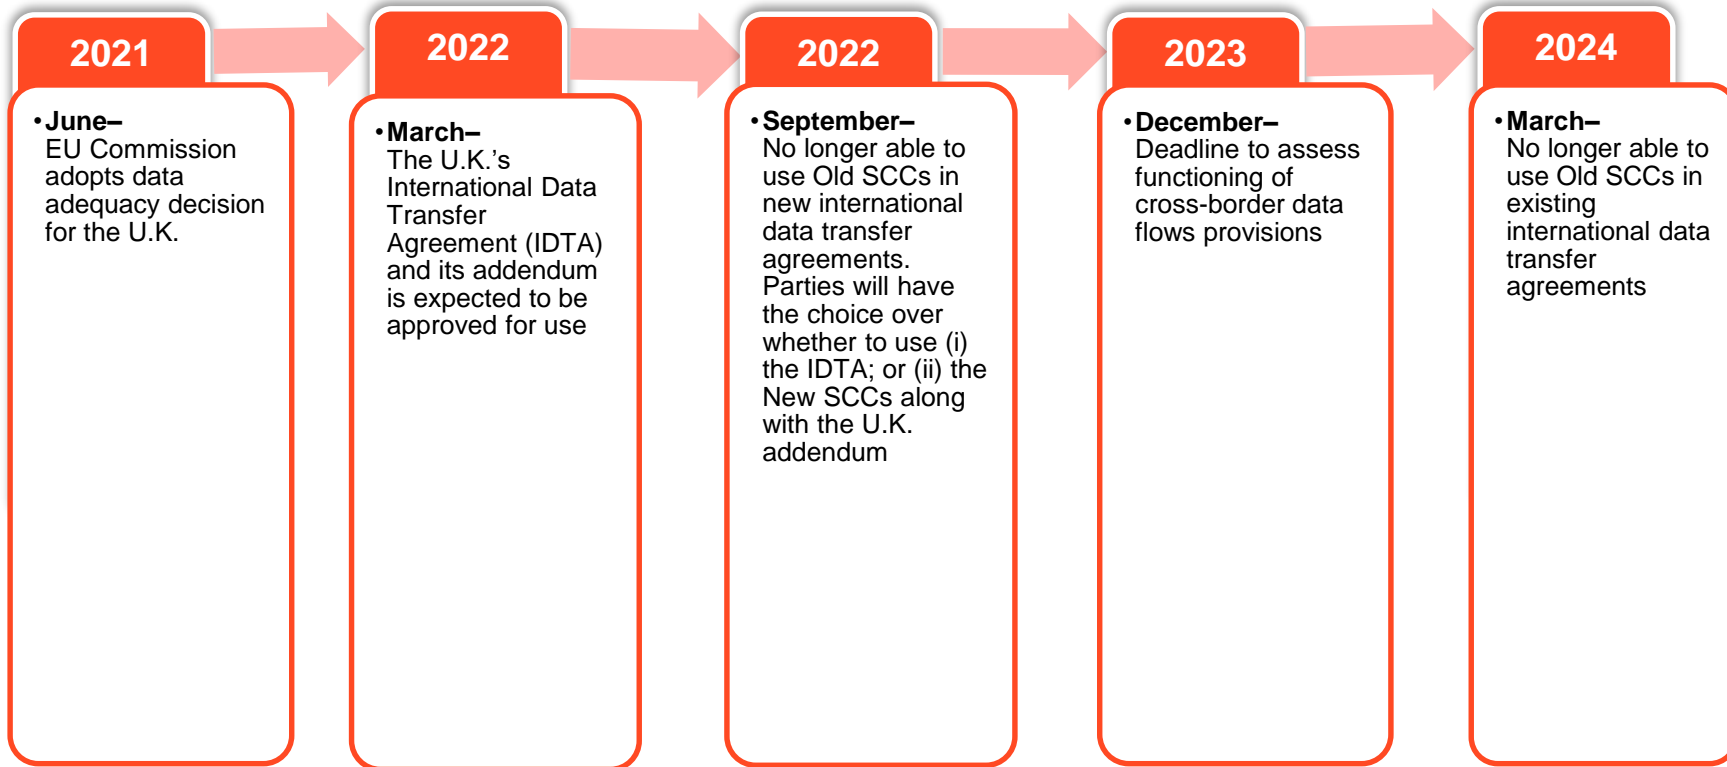 2021
•June–
EU Commission
adopts data
adequacy decision
for the U.K.
2022
•March–
The U.K.’s
International Data
Transfer
Agreement (IDTA)
and its addendum
is expected to be
approved for use
2022
•September–
No longer able to
use Old SCCs in
new international
data transfer
agreements.
Parties will have
the choice over
whether to use (i)
the IDTA; or (ii) the
New SCCs along
with the U.K.
addendum
2023
•December–
Deadline to assess
functioning of
cross-border data
flows provisions
2024
•March–
No longer able to
use Old SCCs in
existing
international data
transfer
agreements